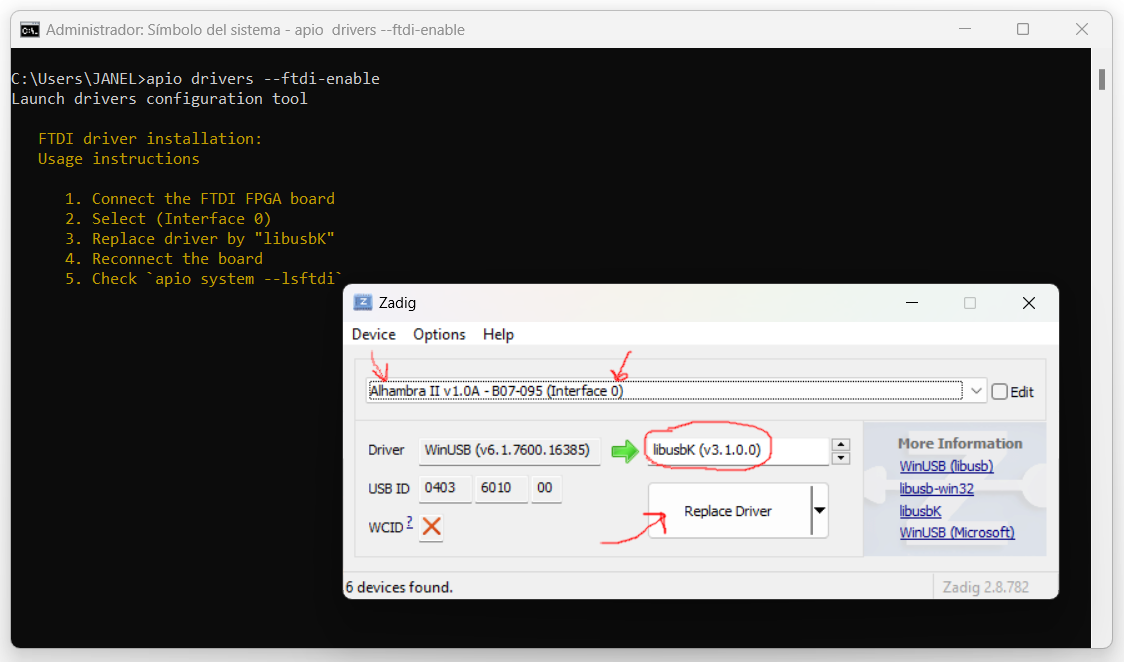 Administrador: Símbolo del sistema - apio  drivers --ftdi-enable
C:\Users\JANEL>apio drivers --ftdi-enable
Launch drivers configuration tool
FTDI driver installation:
Usage instructions
1. Connect the FTDI FPGA board
2. Select (Interface 0)
3. Replace driver by "libusbK"
4. Reconnect the board
5. Check `apio system --lsftdi`
Zadig
Device Options Help
Alhambra II v1.0A - B07-095 (Interface 0) Edit
Driver WinUSB (v6.1.7600.16385) libusbK (v3.1.0.0)
USB ID 0403 6010 00
WCID ?
Replace Driver
More Information
WinUSB (libusb)
libusb-win32
libusbK
WinUSB (Microsoft)
6 devices found. Zadig 2.8.782